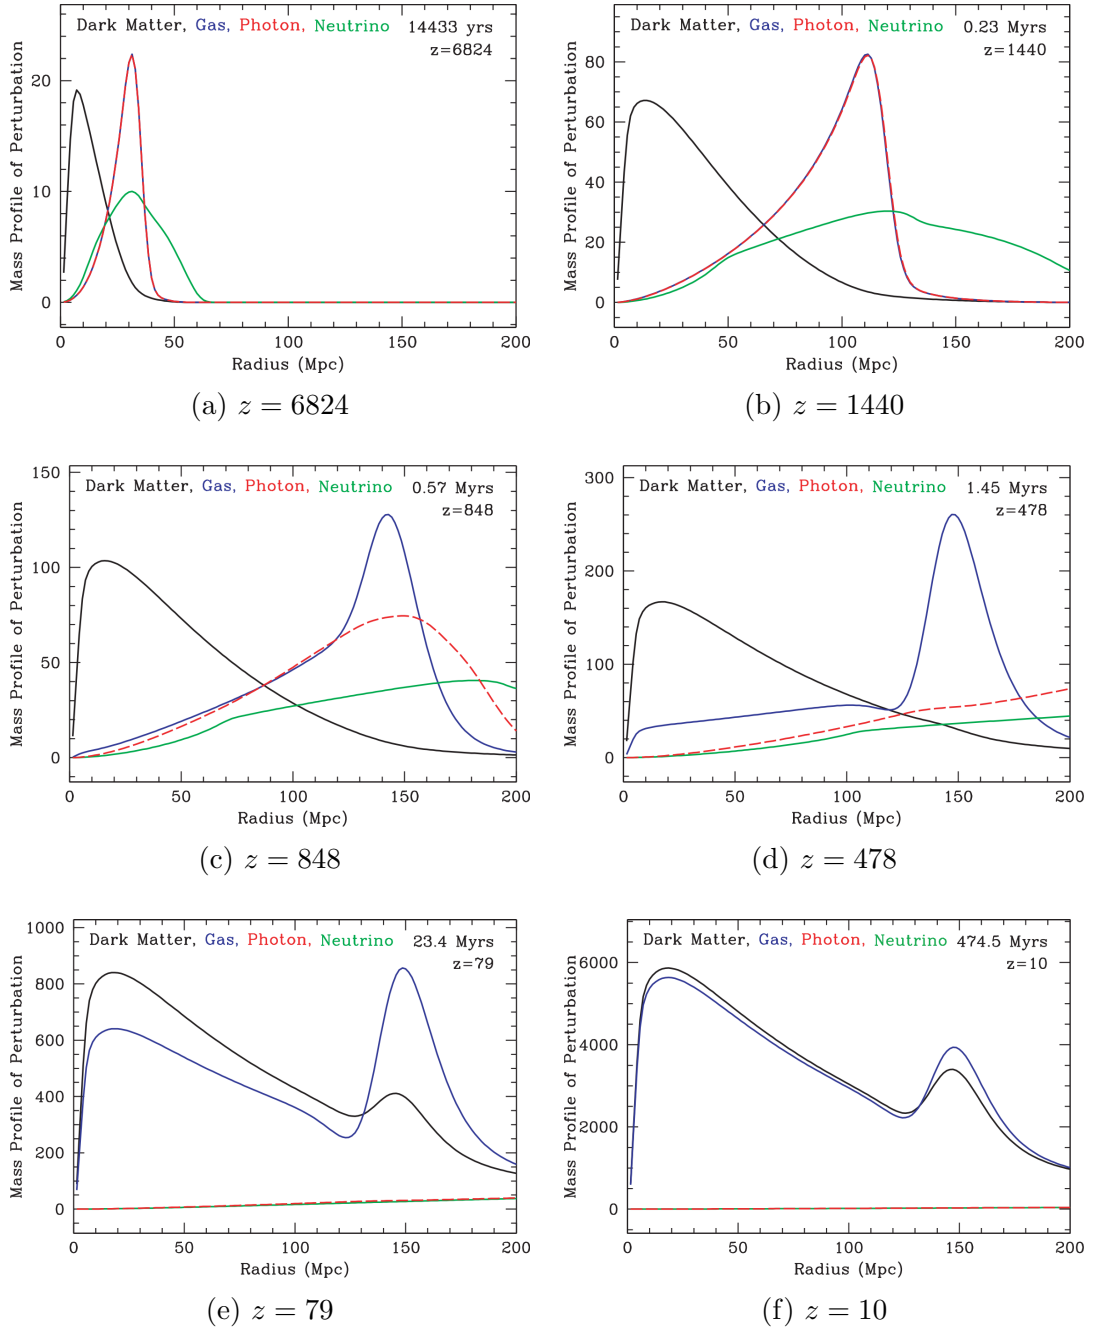 Dark Matter, Gas, Photon, Neutrino 14433 yrs
z=6824
Mass Profile of Perturbation
20
10
0
0 50 100 150 200
Radius (Mpc)
(a) z = 6824
Dark Matter, Gas, Photon, Neutrino 0.23 Myrs
z=1440
Mass Profile of Perturbation
80
60
40
20
0
0 50 100 150 200
Radius (Mpc)
(b) z = 1440
Dark Matter, Gas, Photon, Neutrino 0.57 Myrs
z=848
Mass Profile of Perturbation
150
100
50
0
0 50 100 150 200
Radius (Mpc)
(c) z = 848
Dark Matter, Gas, Photon, Neutrino 1.45 Myrs
z=478
Mass Profile of Perturbation
300
200
100
0
0 50 100 150 200
Radius (Mpc)
(d) z = 478
Dark Matter, Gas, Photon, Neutrino 23.4 Myrs
z=79
Mass Profile of Perturbation
1000
800
600
400
200
0
0 50 100 150 200
Radius (Mpc)
(e) z = 79
Dark Matter, Gas, Photon, Neutrino 474.5 Myrs
z=10
Mass Profile of Perturbation
6000
4000
2000
0
0 50 100 150 200
Radius (Mpc)
(f) z = 10